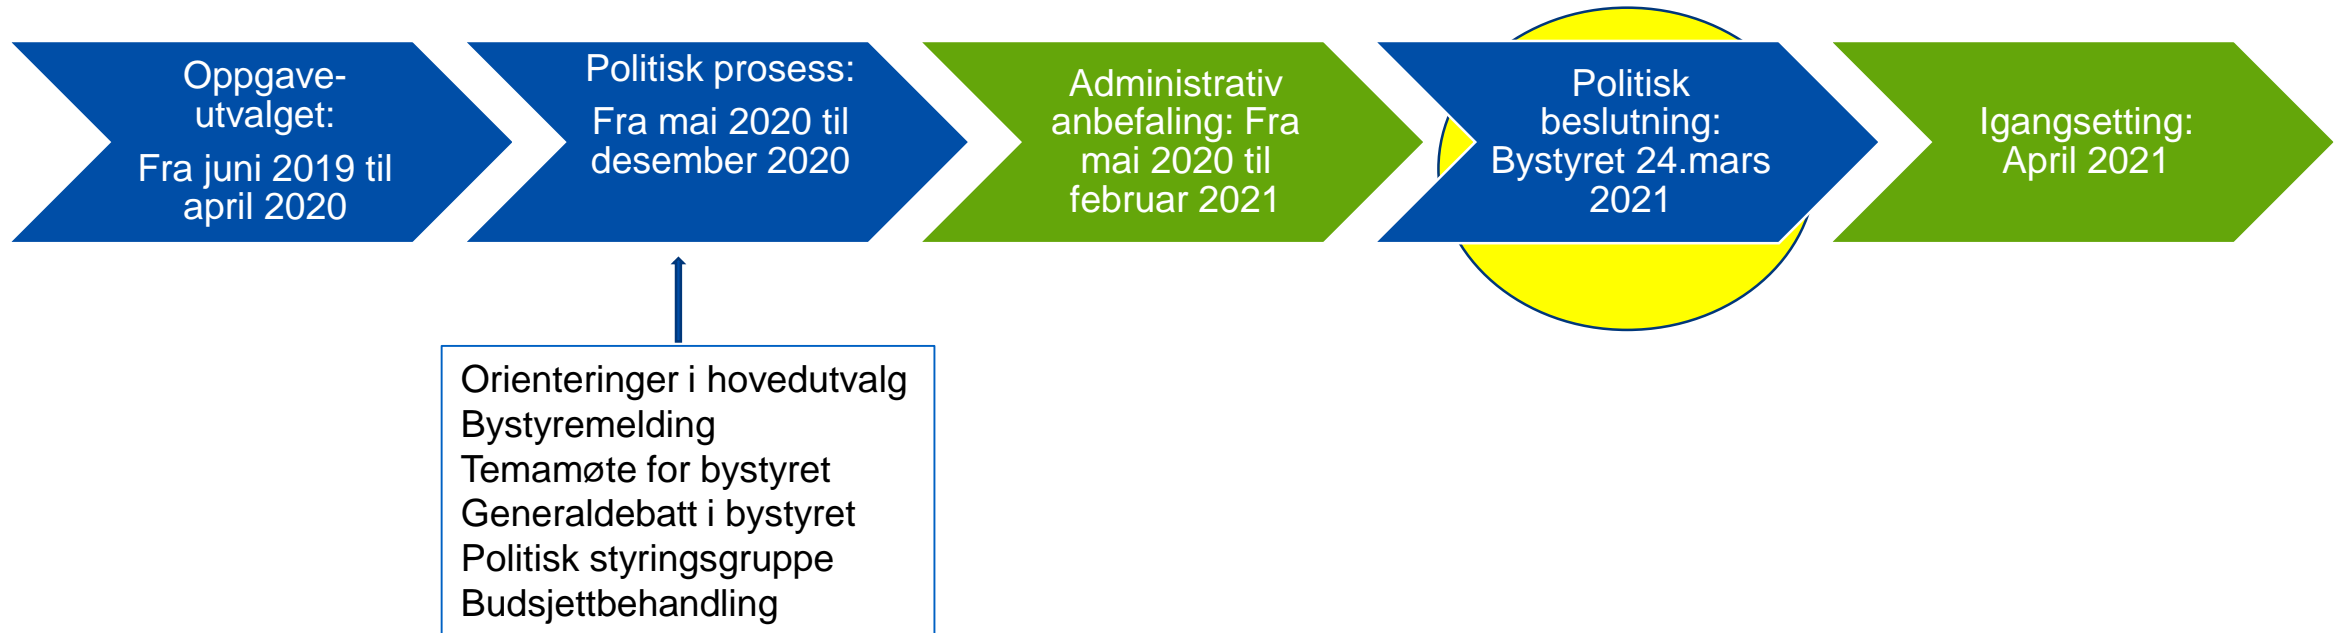 Oppgave-
utvalget:
Fra juni 2019 til
april 2020
Politisk prosess:
Fra mai 2020 til
desember 2020
Administrativ
anbefaling: Fra
mai 2020 til
februar 2021
Politisk
beslutning:
Bystyret 24.mars
2021
Igangsetting:
April 2021
Orienteringer i hovedutvalg
Bystyremelding
Temamøte for bystyret
Generaldebatt i bystyret
Politisk styringsgruppe
Budsjettbehandling